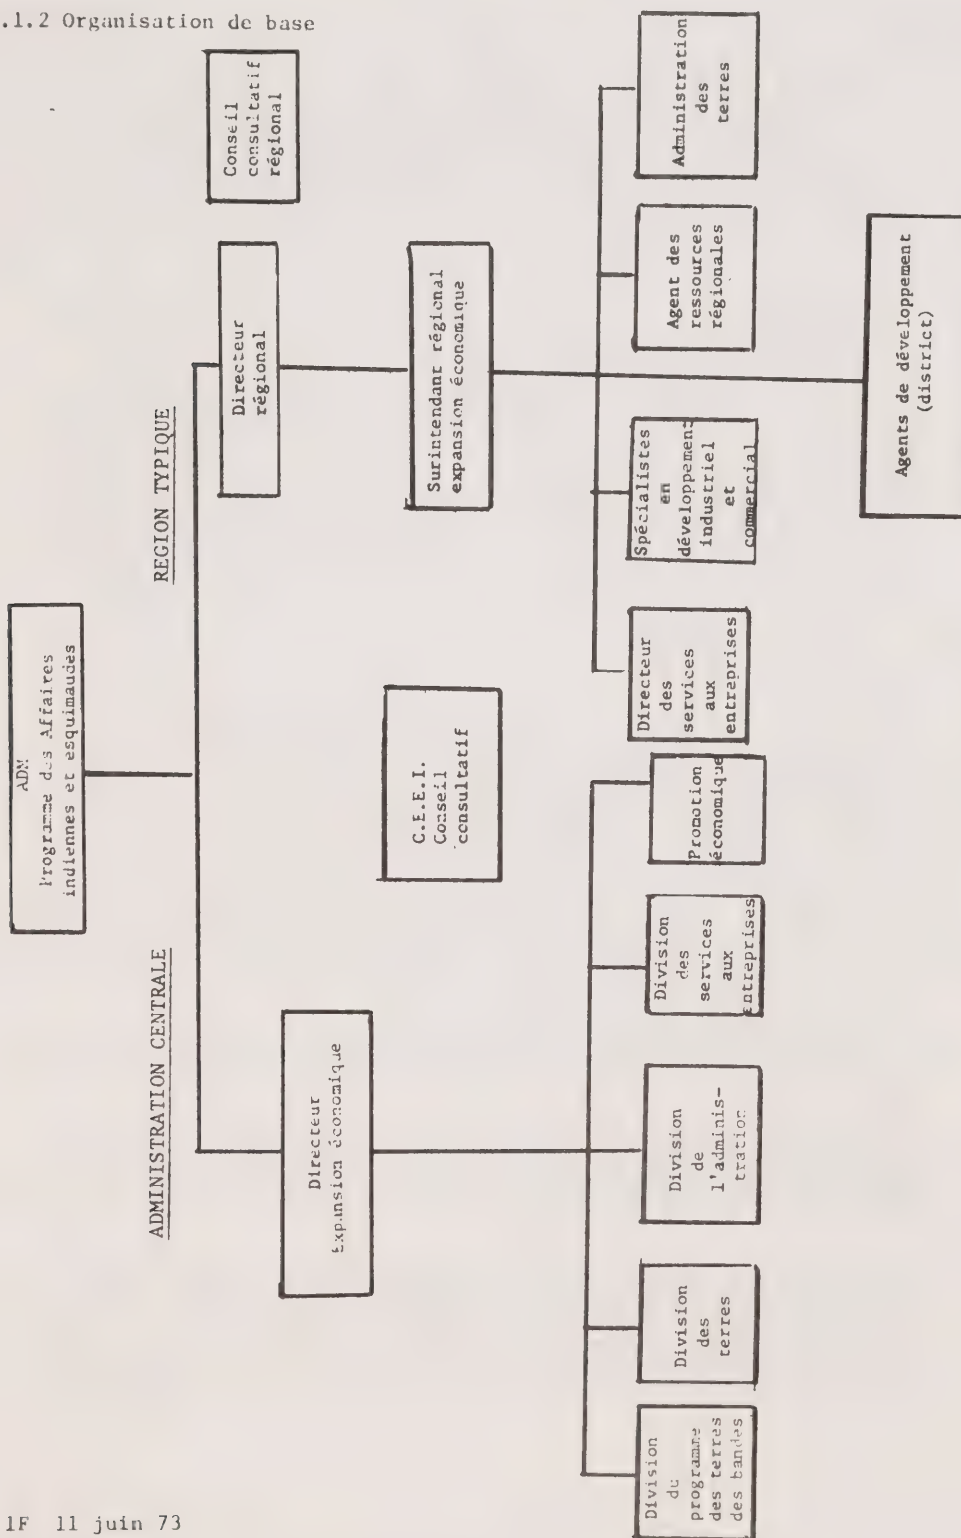 .1.2 Organisation de base
ADM
Programme des Affaires
indiennes et esquimaudes
ADMINISTRATION CENTRALE
REGION TYPIQUE
Directeur
Expansion économique
Directeur
régional
Conseil
consultatif
régional
C.E.E.I.
Conseil
consultatif
Surintendant régional
expansion économique
Division
du
programme
des terres
des bandes
Division
des
terres
Division
de
l'adminis-
tration
Division
des
services
aux
entreprises
Promotion
économique
Directeur
des
services
aux
entreprises
Spécialistes
en
développement
industriel
et
commercial
Agent des
ressources
régionales
Administration
des
terres
Agents de développement
(district)
1F 11 juin 73